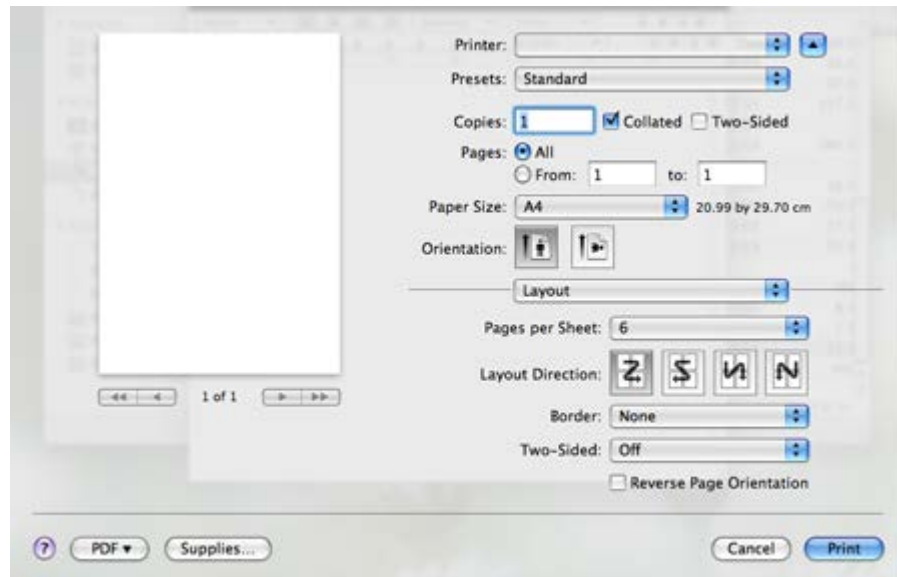 Printer:
Presets: Standard
Copies: 1 Collated Two-Sided
Pages: All
From: 1 to: 1
Paper Size: A4 20.99 by 29.70 cm
Orientation:
Layout
Pages per Sheet: 6
Layout Direction:
1 of 1
Border: None
Two-Sided: Off
Reverse Page Orientation
? PDF Supplies... Cancel Print